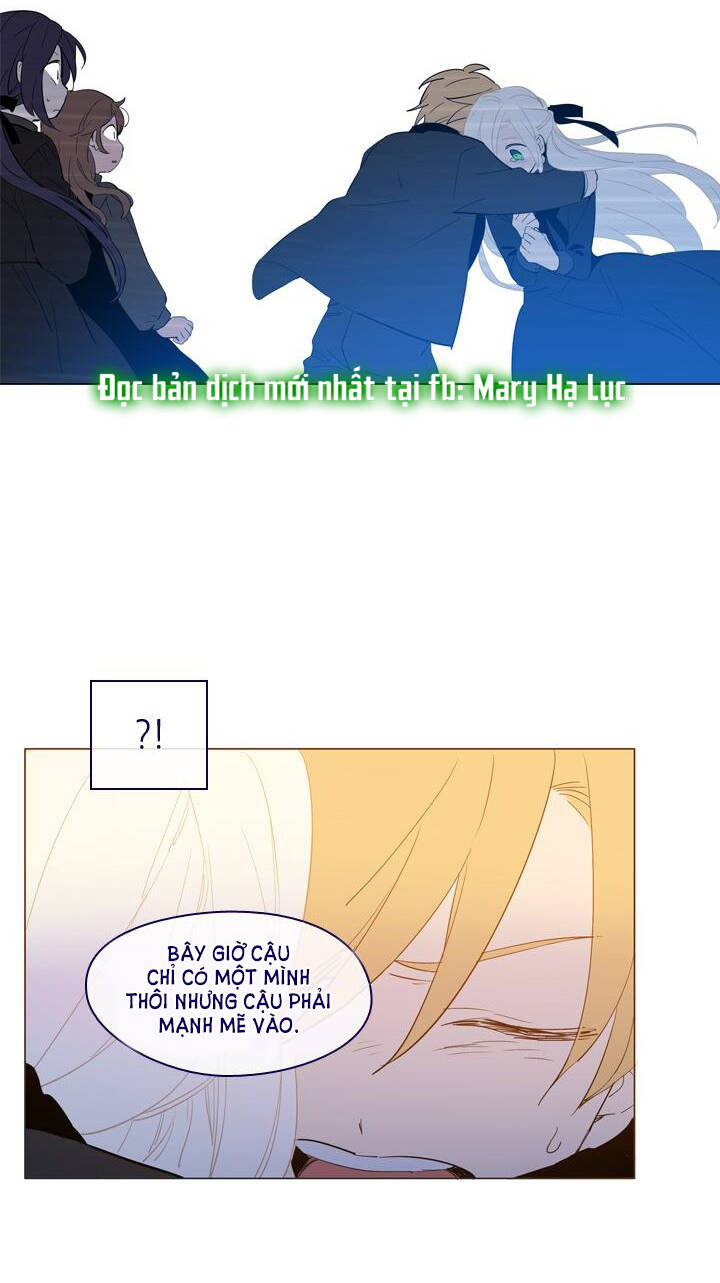 Đọc bản dịch mới nhất tại fb: Mary Hạ Lục
?!
BÂY GIỜ CẬU
CHỈ CÓ MỘT MÌNH
THÔI NHƯNG CẬU PHẢI
MẠNH MẼ VÀO.